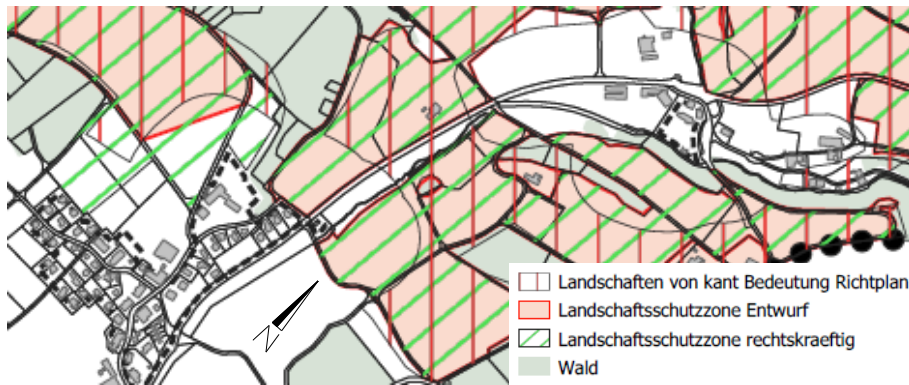 N
Landschaften von kant Bedeutung Richtplan
Landschaftsschutzzone Entwurf
Landschaftsschutzzone rechtskraeftig
Wald